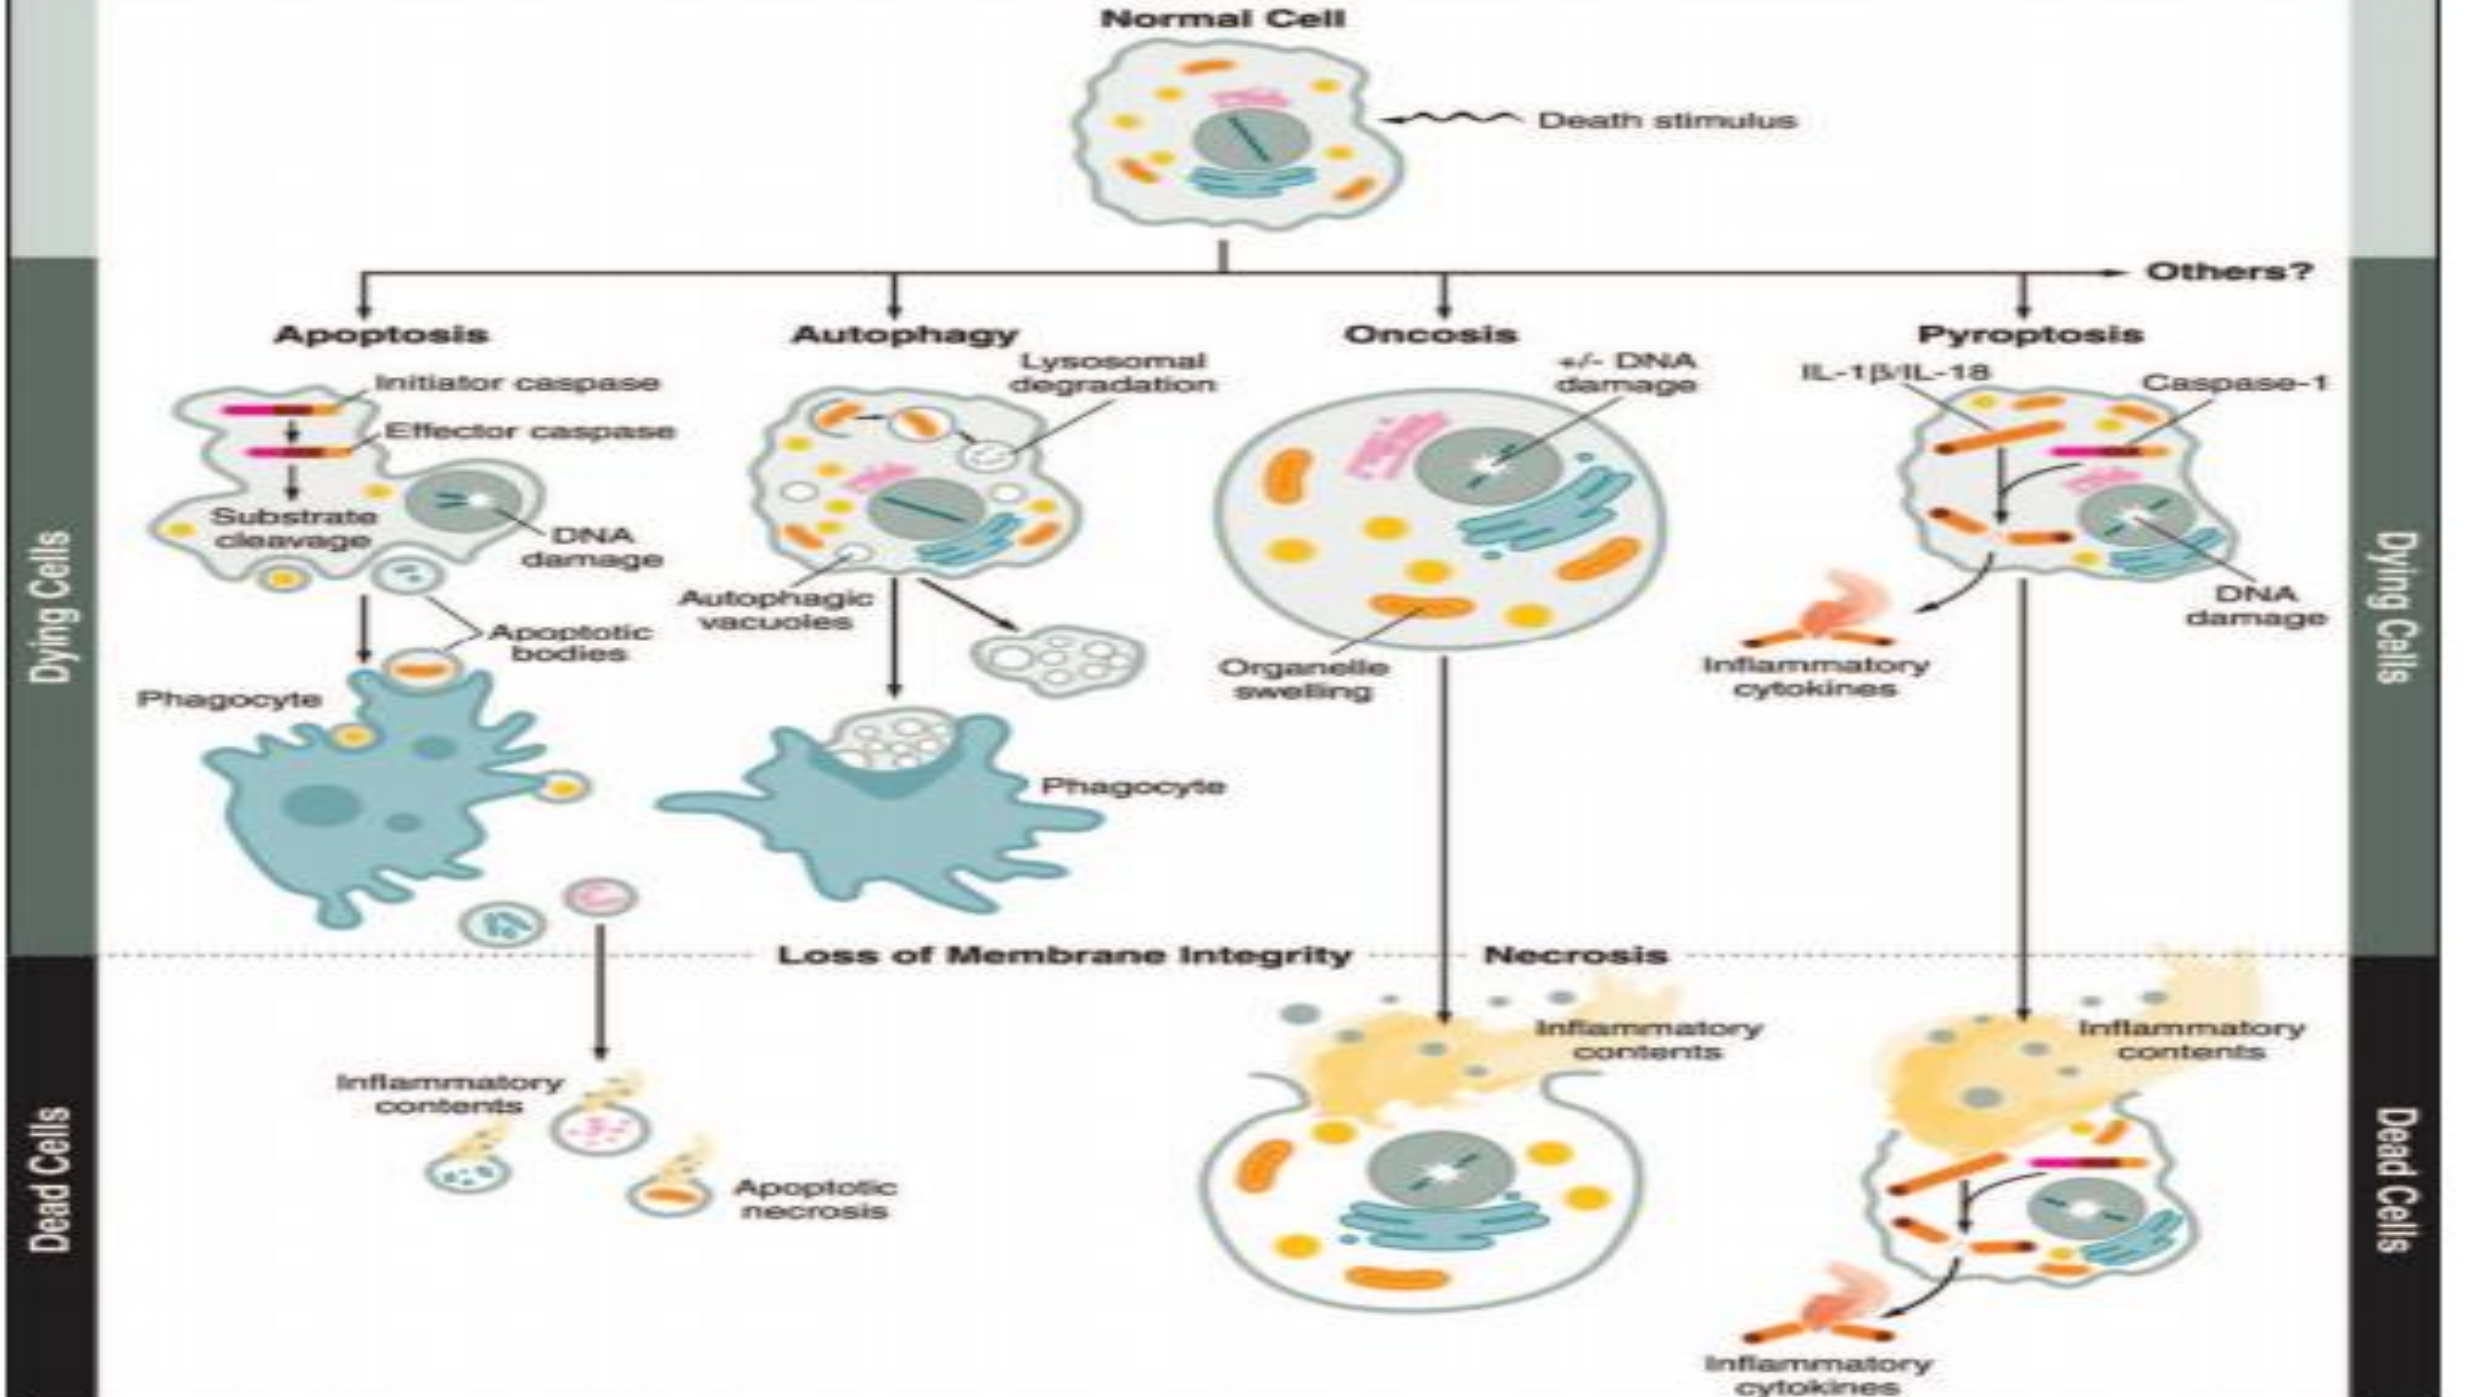 Normal Cell
Death stimulus
Others?
Apoptosis
Autophagy
Oncosis
Pyroptosis
Initiator caspase
Effector caspase
Substrate
cleavage
DNA
damage
Apoptotic
bodies
Phagocyte
Lysosomal
degradation
Autophagic
vacuoles
Phagocyte
+/- DNA
damage
Organelle
swelling
IL-1β/IL-18
Caspase-1
DNA
damage
Inflammatory
cytokines
Dying Cells
Dying Cells
Loss of Membrane Integrity
Necrosis
Inflammatory
contents
Apoptotic
necrosis
Inflammatory
contents
Inflammatory
contents
Inflammatory
cytokines
Dead Cells
Dead Cells